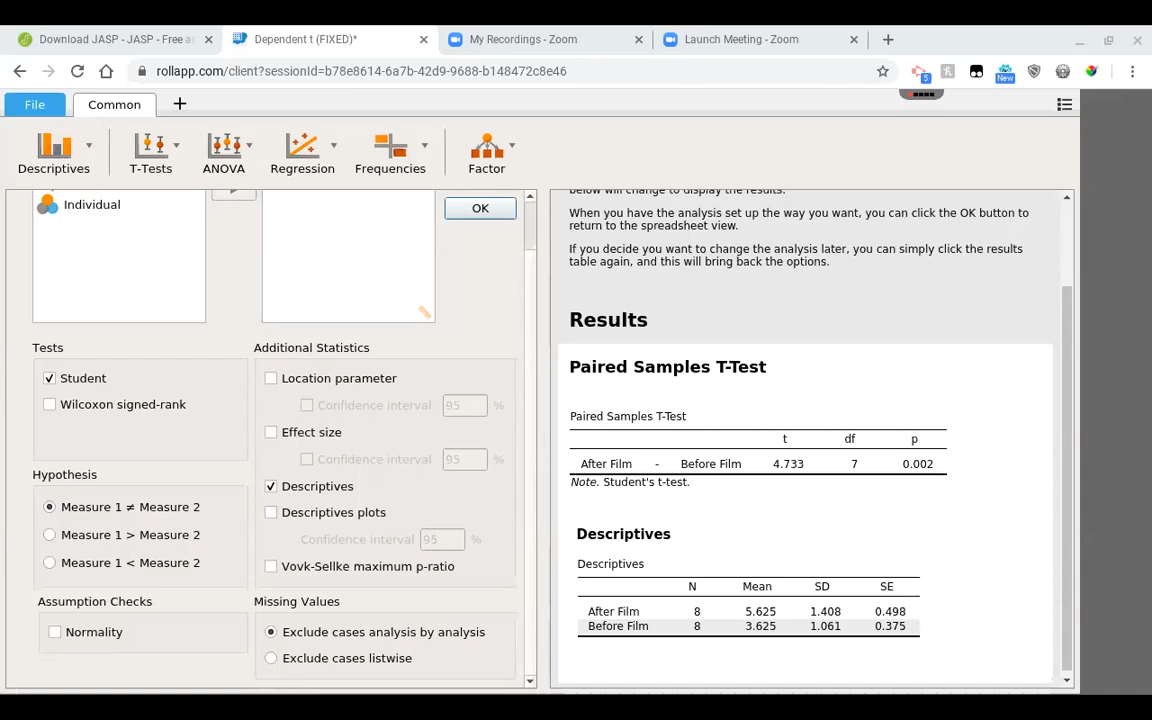 Download JASP - JASP - Free ar
Dependent t (FIXED)*
My Recordings - Zoom
Launch Meeting - Zoom
rollapp.com/client?sessionId=b78e8614-6a7b-42d9-9688-b148472c8e46
5
New
File
Common
Descriptives
T-Tests
ANOVA
Regression
Frequencies
Factor
Individual
OK
Tests
Student
Wilcoxon signed-rank
Hypothesis
Measure 1 ≠ Measure 2
Measure 1 > Measure 2
Measure 1 < Measure 2
Assumption Checks
Normality
Additional Statistics
Location parameter
Confidence interval 95 %
Effect size
Confidence interval 95 %
Descriptives
Descriptives plots
Confidence interval 95 %
Vovk-Sellke maximum p-ratio
Missing Values
Exclude cases analysis by analysis
Exclude cases listwise
below will change to display the results.
When you have the analysis set up the way you want, you can click the OK button to
return to the spreadsheet view.
If you decide you want to change the analysis later, you can simply click the results
table again, and this will bring back the options.
Results
Paired Samples T-Test
Paired Samples T-Test
t df p
After Film - Before Film 4.733 7 0.002
Note. Student's t-test.
Descriptives
Descriptives
N Mean SD SE
After Film 8 5.625 1.408 0.498
Before Film 8 3.625 1.061 0.375